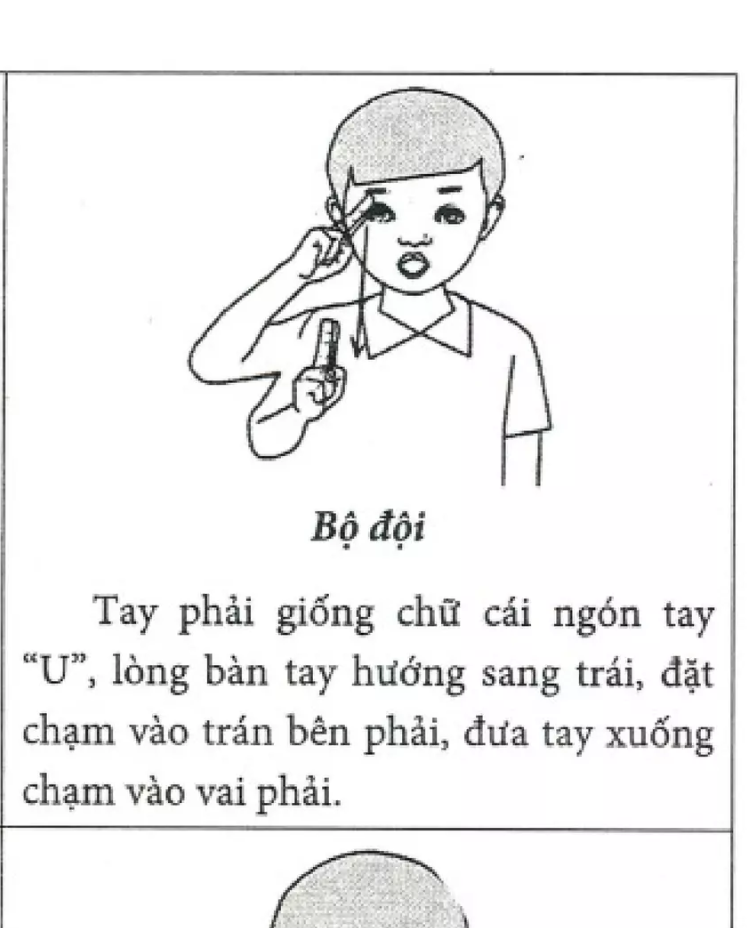 Bộ đội
Tay phải giống chữ cái ngón tay
“U”, lòng bàn tay hướng sang trái, đặt
chạm vào trán bên phải, đưa tay xuống
chạm vào vai phải.